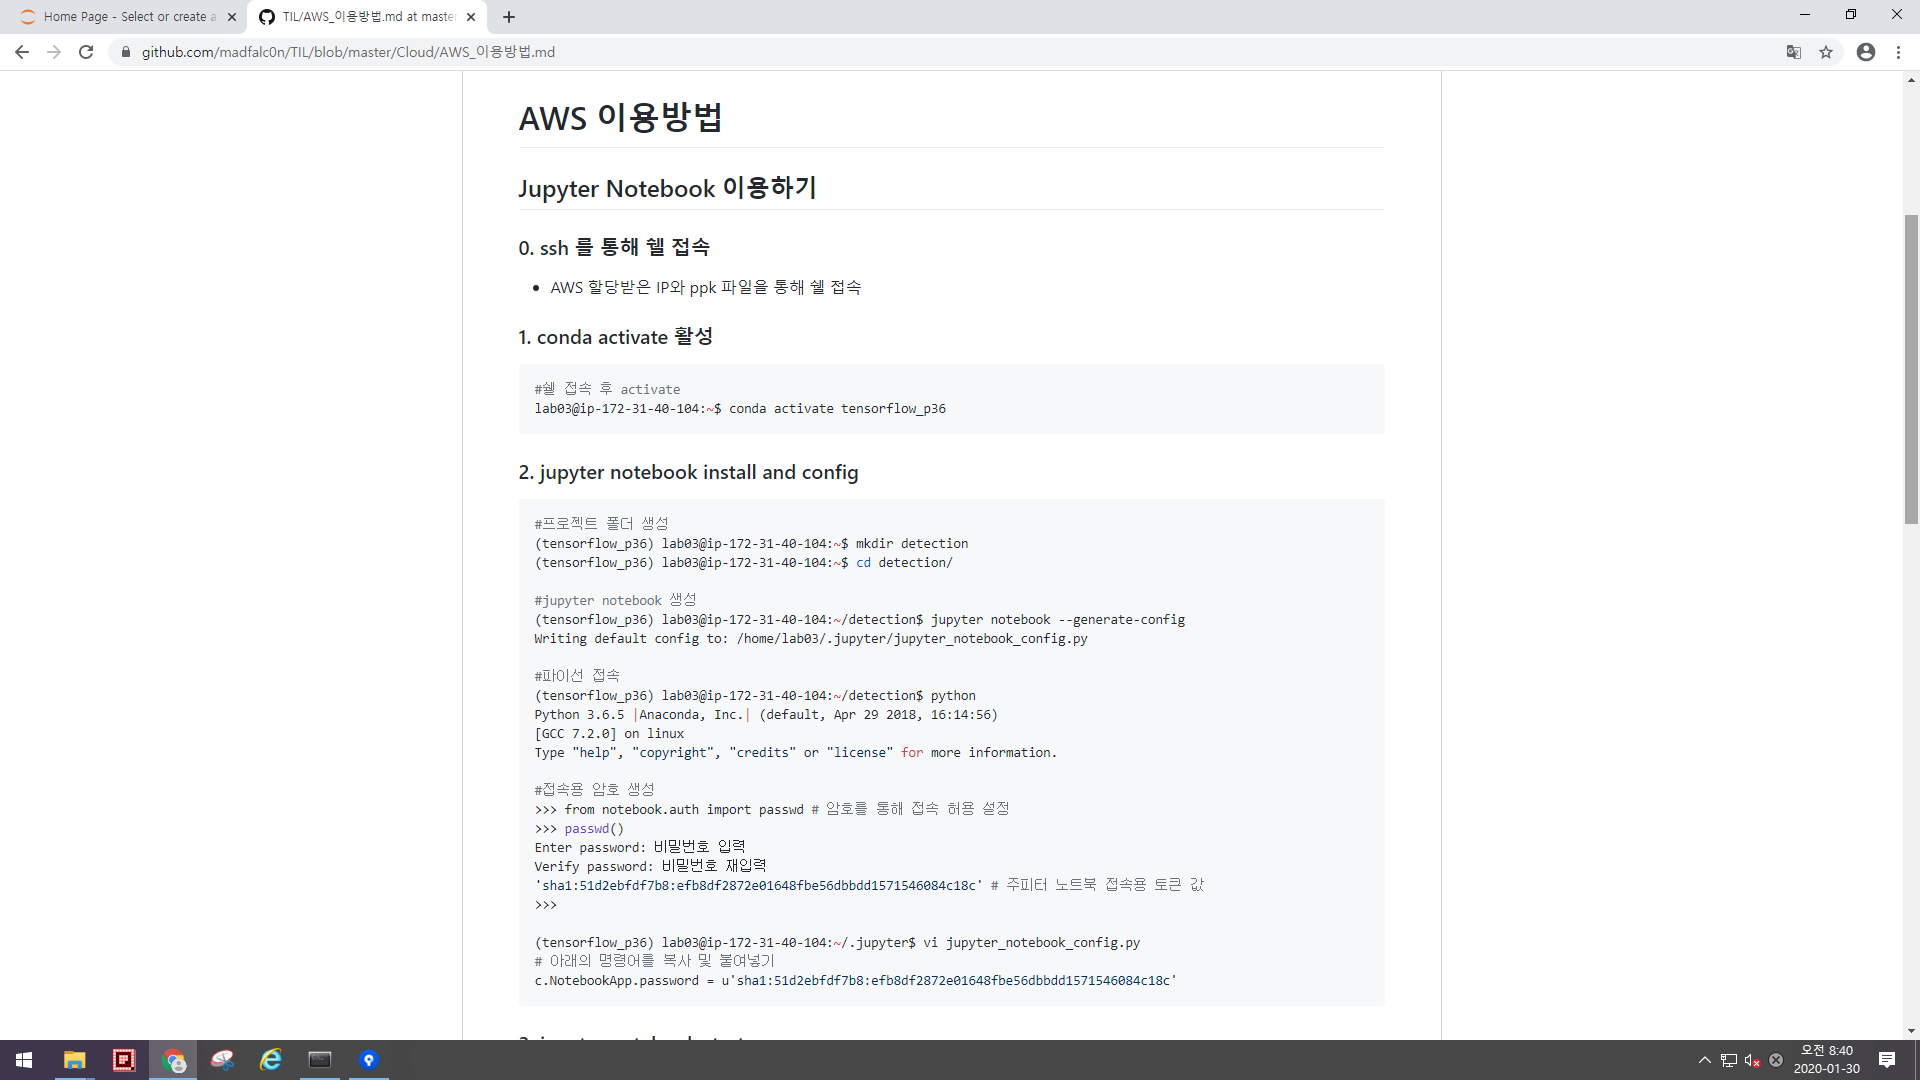 Home Page - Select or create a
TIL/AWS_이용방법.md at master
github.com/madfalc0n/TIL/blob/master/Cloud/AWS_이용방법.md
AWS 이용방법
Jupyter Notebook 이용하기
0. ssh 를 통해 쉘 접속
AWS 할당받은 IP와 ppk 파일을 통해 쉘 접속
1. conda activate 활성
#쉘 접속 후 activate
lab03@ip-172-31-40-104:~$ conda activate tensorflow_p36
2. jupyter notebook install and config
#프로젝트 폴더 생성
(tensorflow_p36) lab03@ip-172-31-40-104:~$ mkdir detection
(tensorflow_p36) lab03@ip-172-31-40-104:~$ cd detection/
#jupyter notebook 생성
(tensorflow_p36) lab03@ip-172-31-40-104:~/detection$ jupyter notebook --generate-config
Writing default config to: /home/lab03/.jupyter/jupyter_notebook_config.py
#파이선 접속
(tensorflow_p36) lab03@ip-172-31-40-104:~/detection$ python
Python 3.6.5 |Anaconda, Inc.| (default, Apr 29 2018, 16:14:56)
[GCC 7.2.0] on linux
Type "help", "copyright", "credits" or "license" for more information.
#접속용 암호 생성
>>> from notebook.auth import passwd # 암호를 통해 접속 허용 설정
>>> passwd()
Enter password: 비밀번호 입력
Verify password: 비밀번호 재입력
'sha1:51d2ebfdf7b8:efb8df2872e01648fbe56dbbdd1571546084c18c' # 주피터 노트북 접속용 토큰 값
>>>
(tensorflow_p36) lab03@ip-172-31-40-104:~/.jupyter$ vi jupyter_notebook_config.py
# 아래의 명령어를 복사 및 붙여넣기
c.NotebookApp.password = u'sha1:51d2ebfdf7b8:efb8df2872e01648fbe56dbbdd1571546084c18c'
오전 8:40
2020-01-30